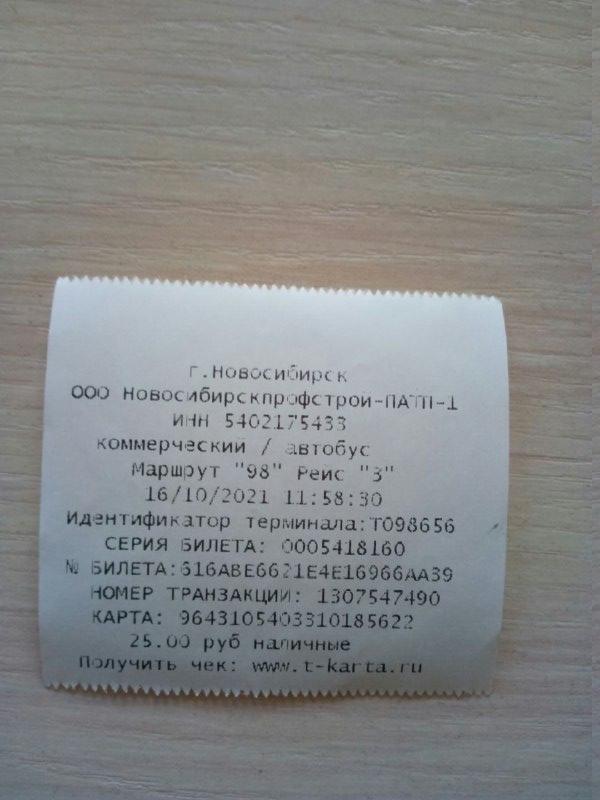 г.Новосибирск
ООО Новосибирскпрофстрой-ПАТП-1
ИНН 5402175433
коммерческий / автобус
Маршрут "98" Рейс "3"
16/10/2021 11:58:30
Идентификатор терминала:T098656
СЕРИЯ БИЛЕТА: 0005418160
№ БИЛЕТА:616ABE6621E4E16966AA39
НОМЕР ТРАНЗАКЦИИ: 1307547490
КАРТА: 9643105403310185622
25.00 руб наличные
Получить чек: www.t-karta.ru